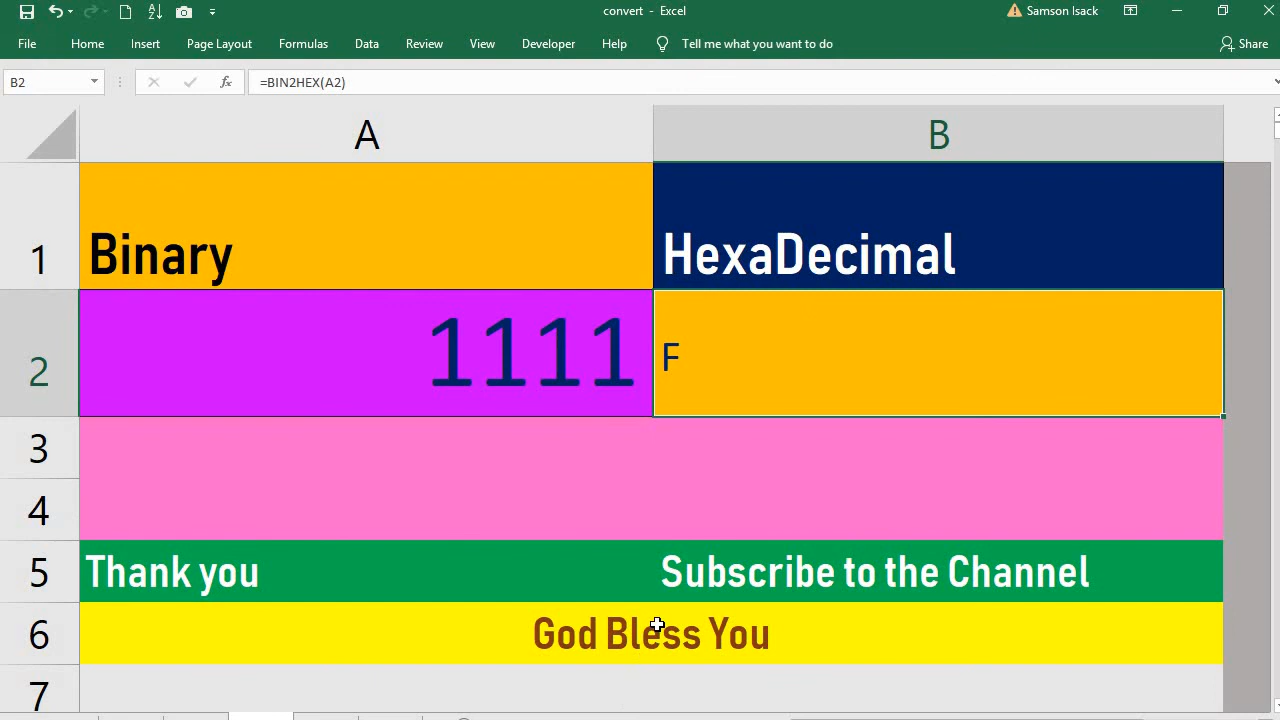 convert - Excel
Samson Isack
File Home Insert Page Layout Formulas Data Review View Developer Help Tell me what you want to do Share
B2 fx =BIN2HEX(A2)
A B
1 Binary HexaDecimal
2 1111 F
3
4
5 Thank you Subscribe to the Channel
6 God Bless You
7